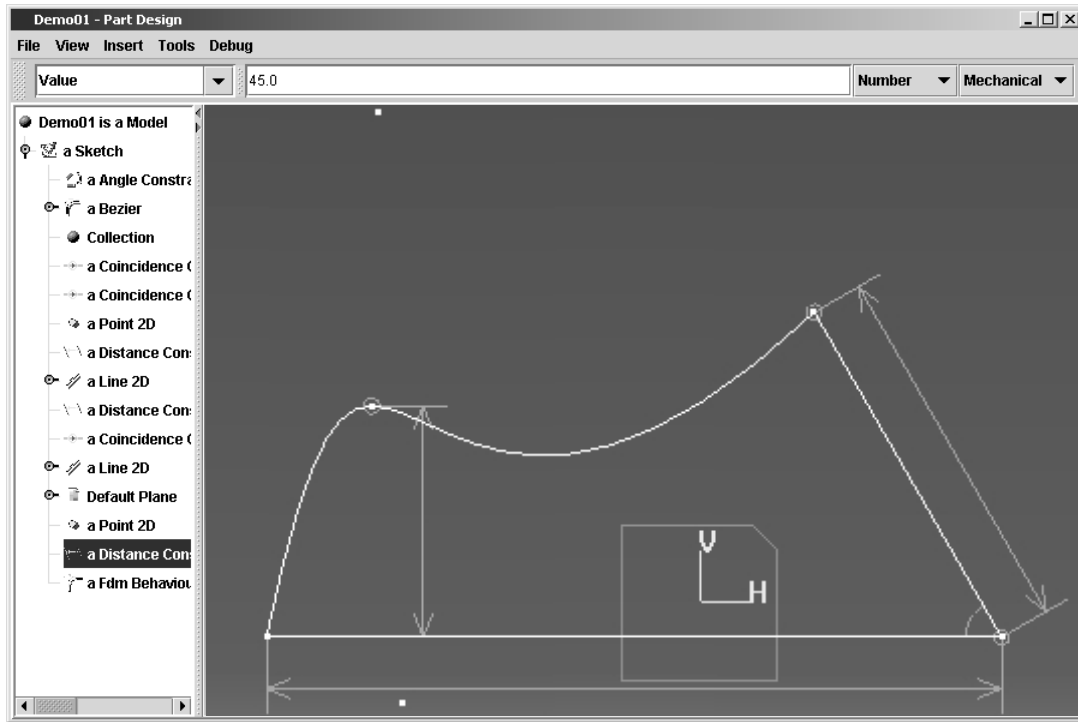 Demo01 - Part Design
File View Insert Tools Debug
Value 45.0 Number Mechanical
Demo01 is a Model
a Sketch
a Angle Constra
a Bezier
Collection
a Coincidence C
a Coincidence C
a Point 2D
a Distance Con
a Line 2D
a Distance Con
a Coincidence C
a Line 2D
Default Plane
a Point 2D
a Distance Con
a Fdm Behaviou
V
H